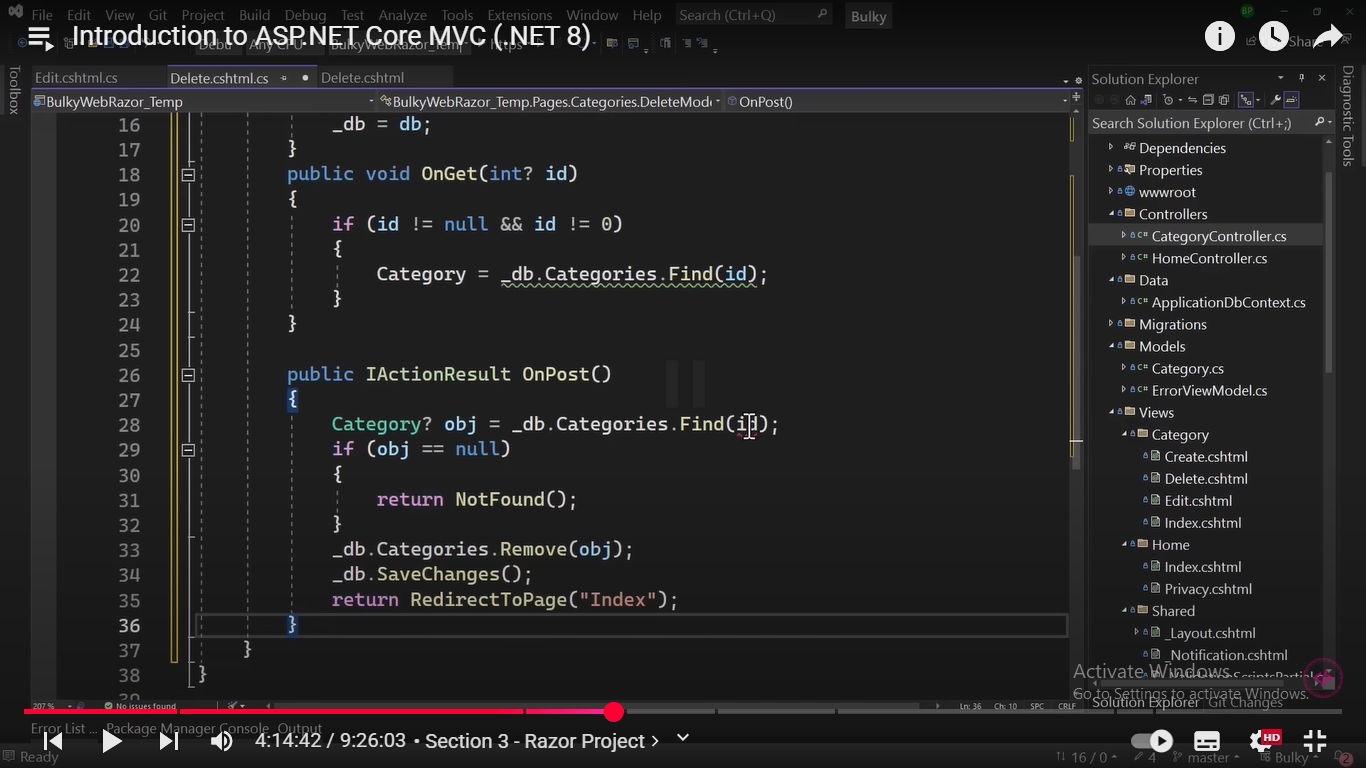 File Edit View Git Project Build Debug Test Analyze Tools Extensions Window Help Search (Ctrl+Q) Bulky
Introduction to ASP.NET Core MVC (.NET 8)
Toolbox
Edit.cshtml.cs Delete.cshtml.cs Delete.cshtml
BulkyWebRazor_Temp BulkyWebRazor_Temp.Pages.Categories.DeleteMode OnPost()
16 _db = db;
17 }
18 public void OnGet(int? id)
19 {
20 if (id != null && id != 0)
21 {
22 Category = _db.Categories.Find(id);
23 }
24 }
25
26 public IActionResult OnPost()
27 {
28 Category? obj = _db.Categories.Find(id);
29 if (obj == null)
30 {
31 return NotFound();
32 }
33 _db.Categories.Remove(obj);
34 _db.SaveChanges();
35 return RedirectToPage("Index");
36 }
37 }
38 }
39
Solution Explorer
Search Solution Explorer (Ctrl+;)
Dependencies
Properties
wwwroot
Controllers
CategoryController.cs
HomeController.cs
Data
ApplicationDbContext.cs
Migrations
Models
Category.cs
ErrorViewModel.cs
Views
Category
Create.cshtml
Delete.cshtml
Edit.cshtml
Index.cshtml
Home
Index.cshtml
Privacy.cshtml
Shared
_Layout.cshtml
_Notification.cshtml
Diagnostic Tools
Activate Windows
Go to Settings to activate Windows.
207 % No issues found Ln: 36 Ch: 10 SPC CRLF
Solution Explorer Git Changes
Error List ... Package Manager Console Output
4:14:42 / 9:26:03 • Section 3 - Razor Project
HD
Ready 16 / 0 4 master Bulky 2